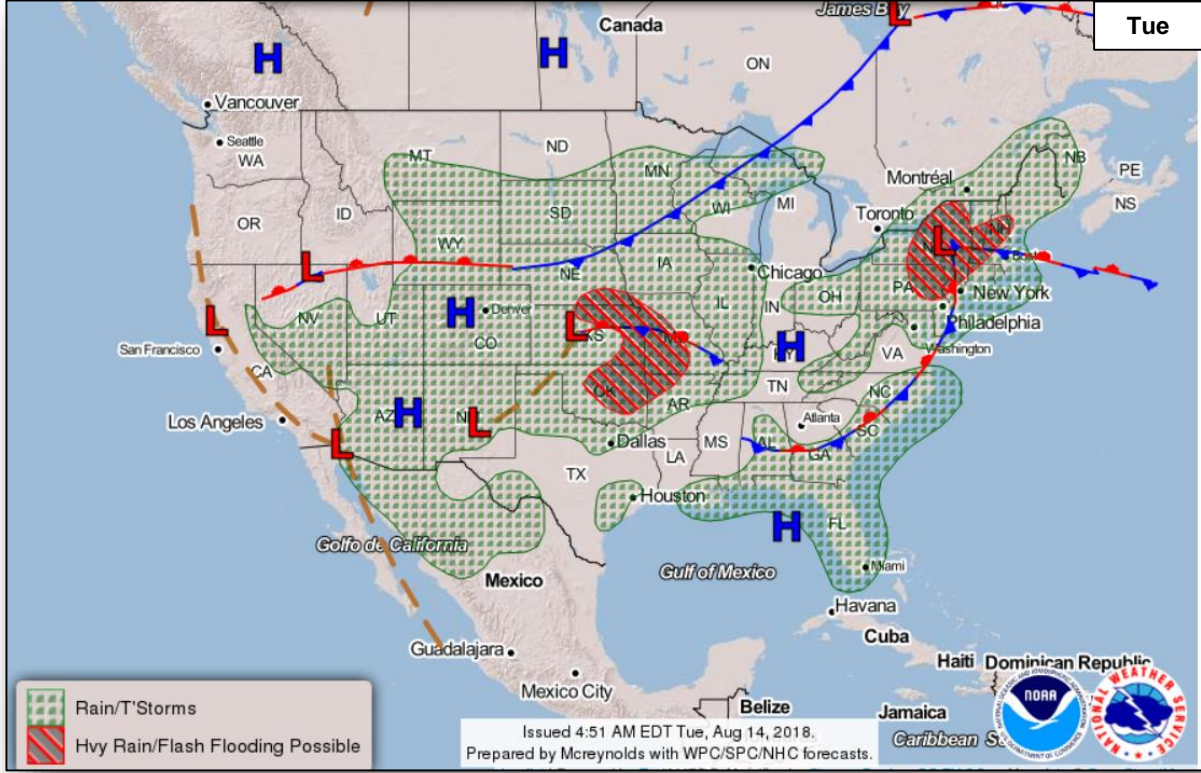 Tue
James Bay
L
Canada
H
H
ON
Vancouver
Seattle
WA
MT
ND
MN
NB
PE
Montréal
NS
OR
ID
SD
WI
MI
Toronto
NH
L
WY
L
IA
NE
Chicago
PA
New York
H
Denver
IL
IN
OH
NV
UT
L
L
KS
Philadelphia
San Francisco
CO
H
KY
VA
Washington
CA
TN
NC
AZ
H
OK
AR
Los Angeles
L
Atlanta
SC
L
Dallas
MS
AL
GA
LA
TX
Houston
H
FL
Golfo de California
Mexico
Gulf of Mexico
Miami
Havana
Cuba
Guadalajara
Haiti
Dominican Republic
Mexico City
Belize
Jamaica
NOAA
NATIONAL WEATHER SERVICE
Rain/T'Storms
Hvy Rain/Flash Flooding Possible
Issued 4:51 AM EDT Tue, Aug 14, 2018.
Prepared by Mcreynolds with WPC/SPC/NHC forecasts.
Caribbean